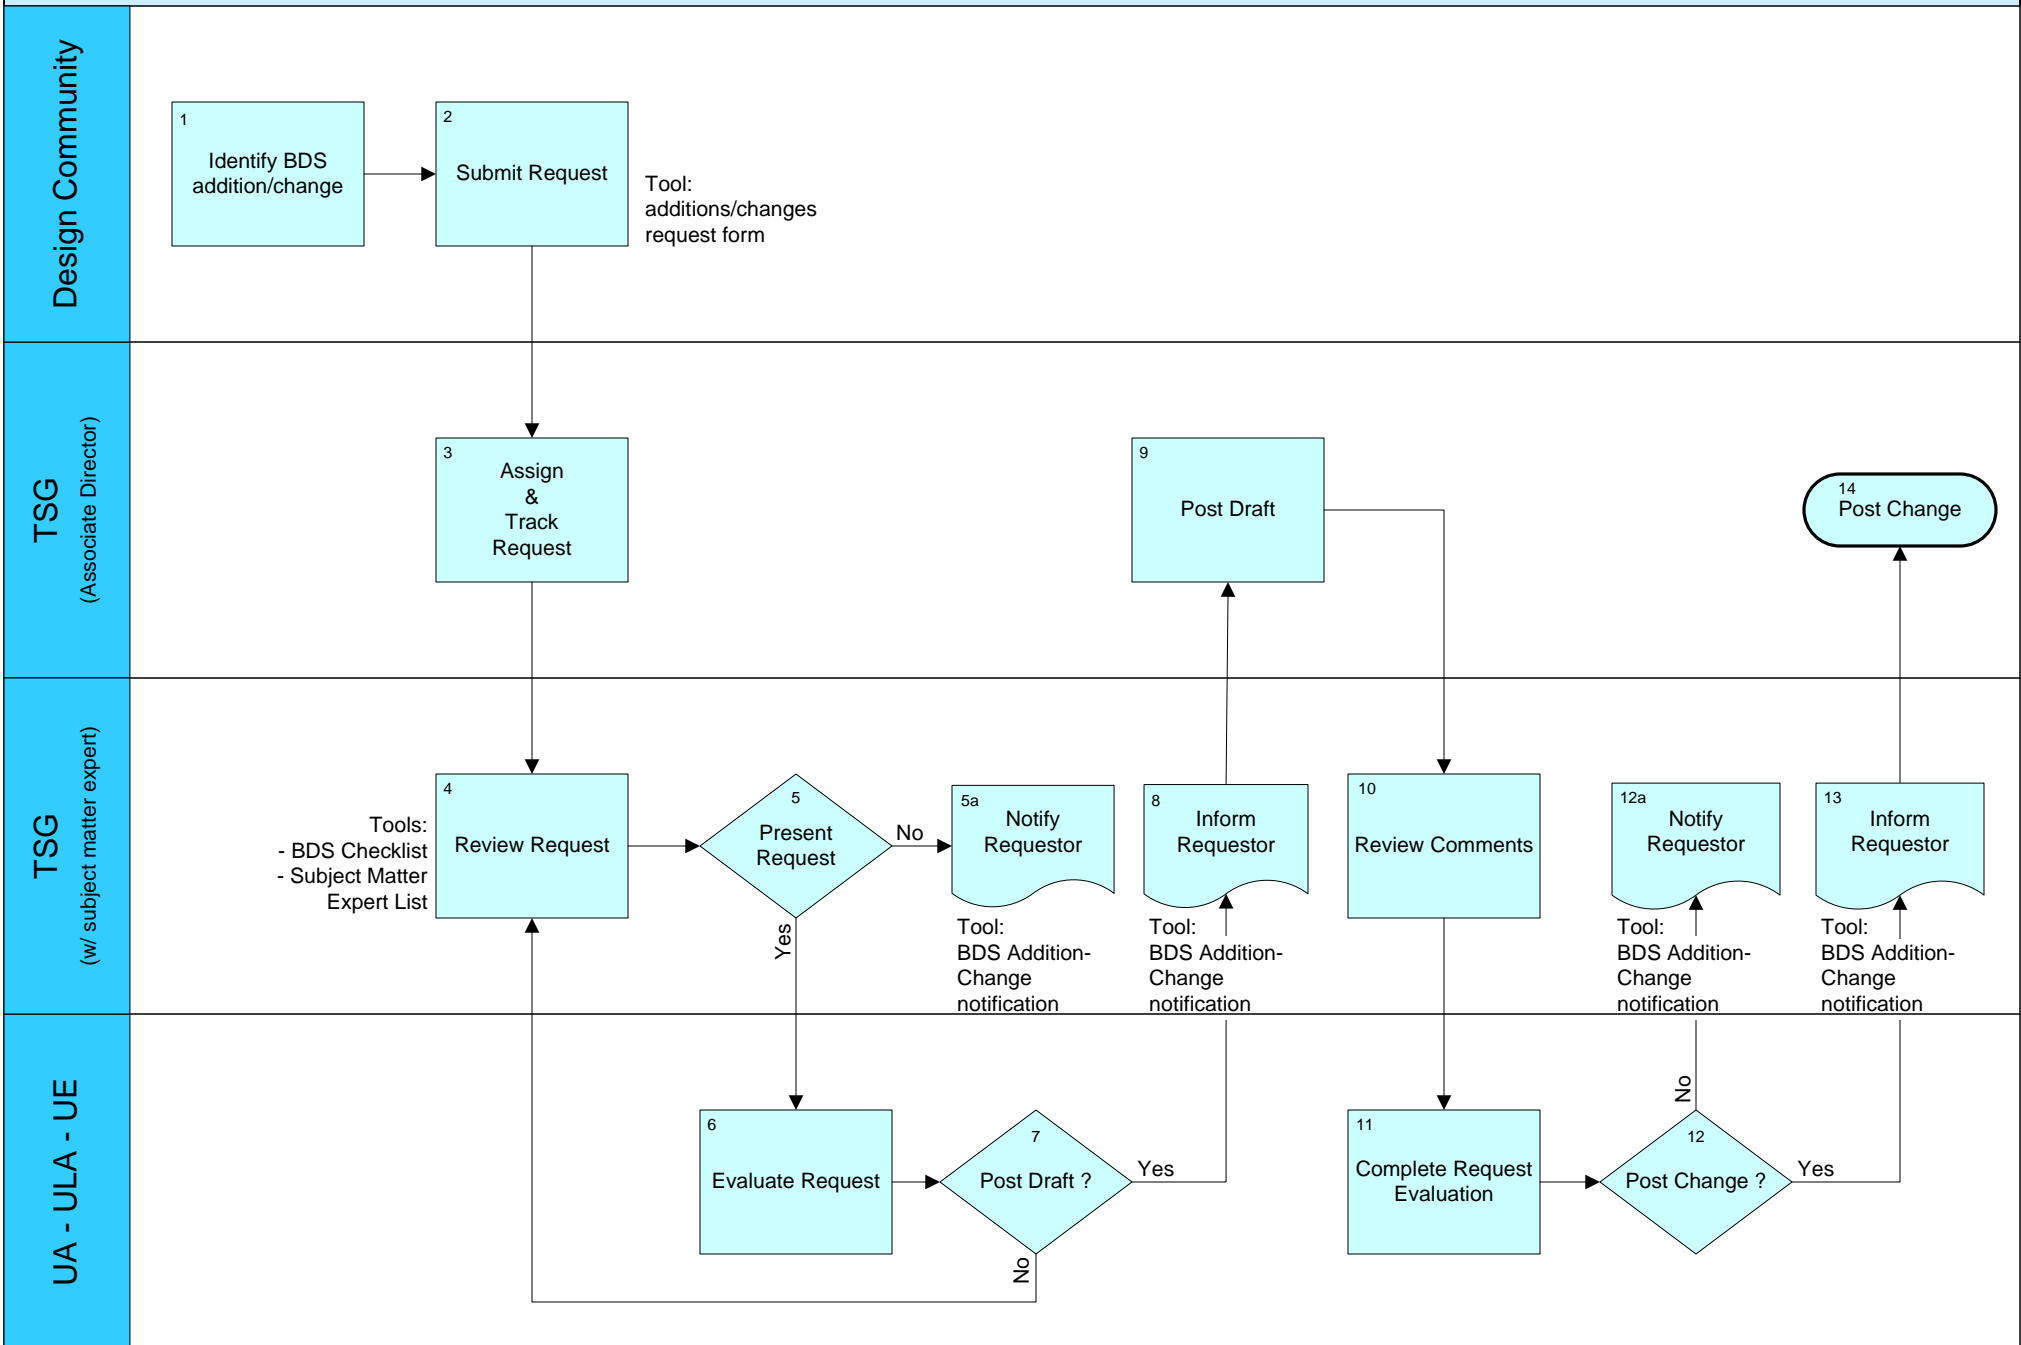 Design Community
1
Identify BDS
addition/change
2
Submit Request
Tool:
additions/changes
request form
TSG
(Associate Director)
3
Assign
&
Track
Request
9
Post Draft
14
Post Change
TSG
(w/ subject matter expert)
Tools:
- BDS Checklist
- Subject Matter
Expert List
4
Review Request
5
Present
Request
No
Yes
5a
Notify
Requestor
Tool:
BDS Addition-
Change
notification
8
Inform
Requestor
Tool:
BDS Addition-
Change
notification
10
Review Comments
12a
Notify
Requestor
Tool:
BDS Addition-
Change
notification
13
Inform
Requestor
Tool:
BDS Addition-
Change
notification
UA - ULA - UE
6
Evaluate Request
7
Post Draft ?
Yes
No
11
Complete Request
Evaluation
12
Post Change ?
No
Yes